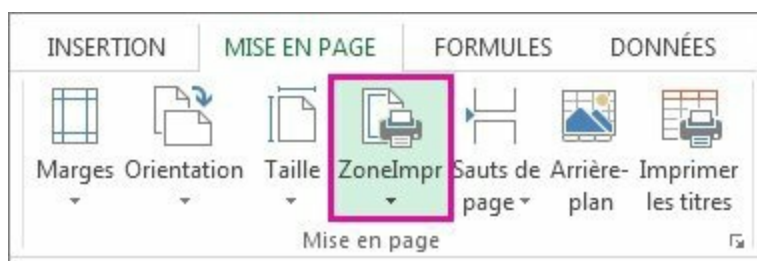 INSERTION MISE EN PAGE FORMULES DONNÉES
Marges Orientation Taille ZoneImpr Sauts de Arrière- Imprimer
page plan les titres
Mise en page